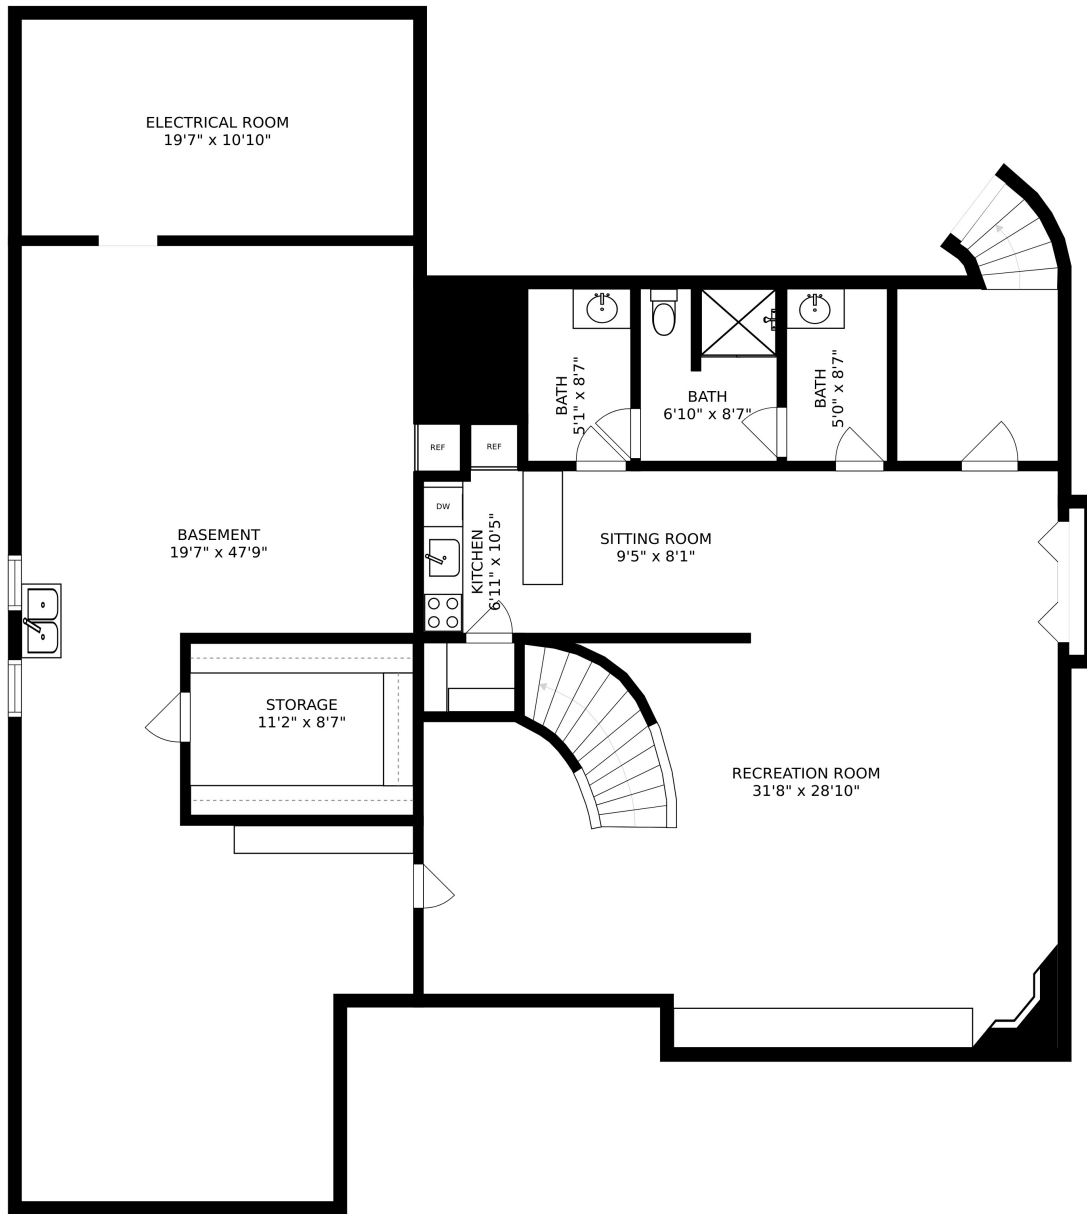 ELECTRICAL ROOM
19'7" x 10'10"
BATH
5'1" x 8'7"
BATH
6'10" x 8'7"
BATH
5'0" x 8'7"
REF
REF
DW
KITCHEN
6'11" x 10'5"
SITTING ROOM
9'5" x 8'1"
BASEMENT
19'7" x 47'9"
STORAGE
11'2" x 8'7"
RECREATION ROOM
31'8" x 28'10"